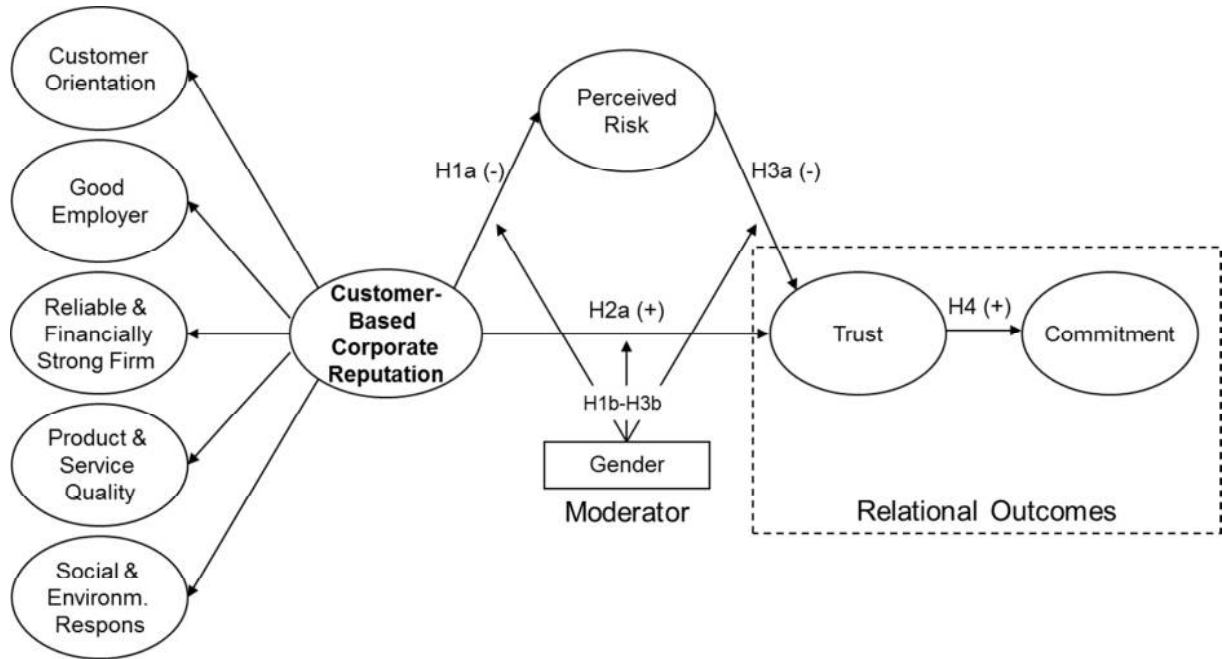 Customer
Orientation
Good
Employer
Reliable &
Financially
Strong Firm
Product &
Service
Quality
Social &
Environm.
Respons
Customer-
Based
Corporate
Reputation
H1a (-)
Perceived
Risk
H3a (-)
H2a (+)
H1b-H3b
Gender
Moderator
Trust
H4 (+)
Commitment
Relational Outcomes